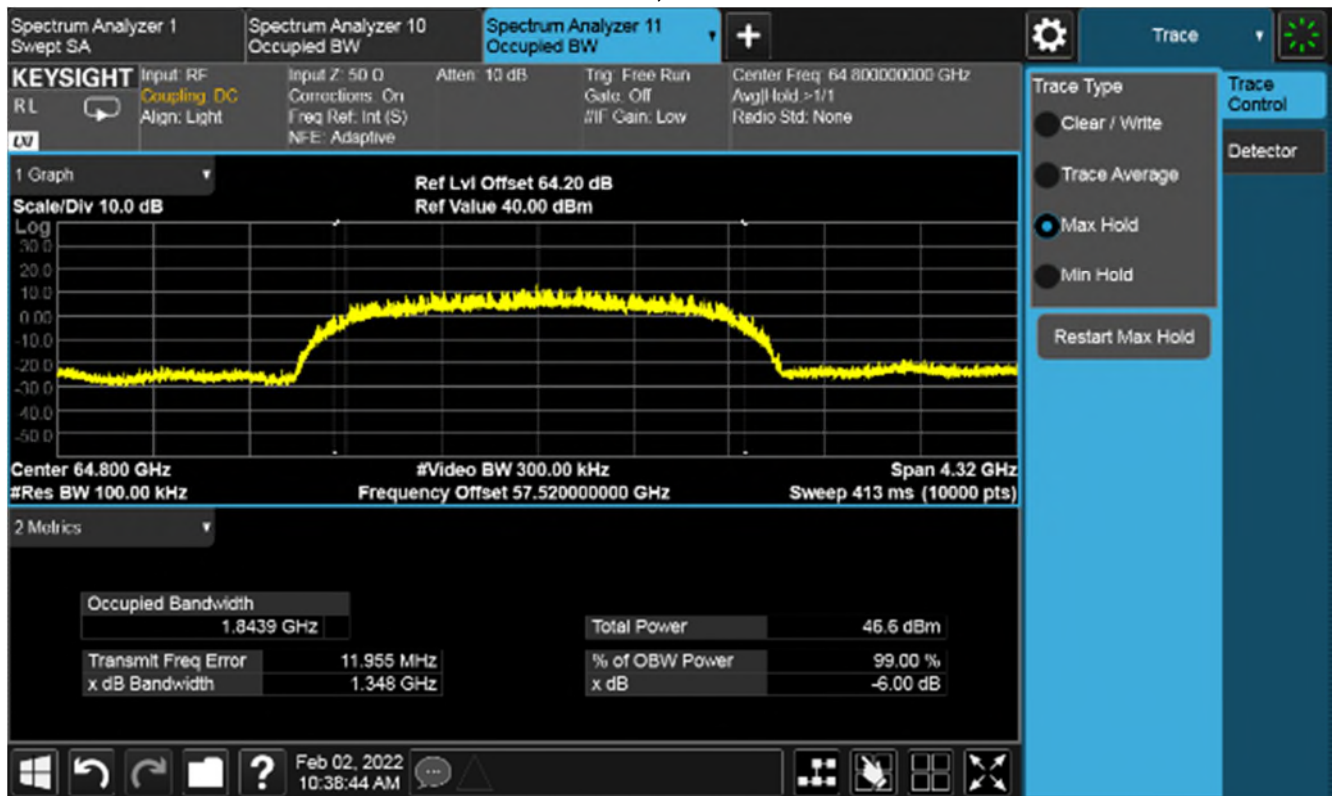 Spectrum Analyzer 1
Swept SA
Spectrum Analyzer 10
Occupied BW
Spectrum Analyzer 11
Occupied BW
Trace
KEYSIGHT
RL
LXI
Input: RF
Coupling: DC
Align: Light
Input Z: 50 Ω
Corrections: On
Freq Ref: Int (S)
NFE: Adaptive
Atten: 10 dB
Trig: Free Run
Gate: Off
#IF Gain: Low
Center Freq: 64.800000000 GHz
Avg|Hold:>1/1
Radio Std: None
Trace Type
Clear / Write
Trace Average
Max Hold
Min Hold
Restart Max Hold
Trace
Control
Detector
1 Graph
Scale/Div 10.0 dB
Ref Lvl Offset 64.20 dB
Ref Value 40.00 dBm
Log
30.0
20.0
10.0
0.00
-10.0
-20.0
-30.0
-40.0
-50.0
Center 64.800 GHz
#Video BW 300.00 kHz
Span 4.32 GHz
#Res BW 100.00 kHz
Frequency Offset 57.520000000 GHz
Sweep 413 ms (10000 pts)
2 Metrics
Occupied Bandwidth
1.8439 GHz
Total Power 46.6 dBm
Transmit Freq Error 11.955 MHz
% of OBW Power 99.00 %
x dB Bandwidth 1.348 GHz
x dB -6.00 dB
?
Feb 02, 2022
10:38:44 AM